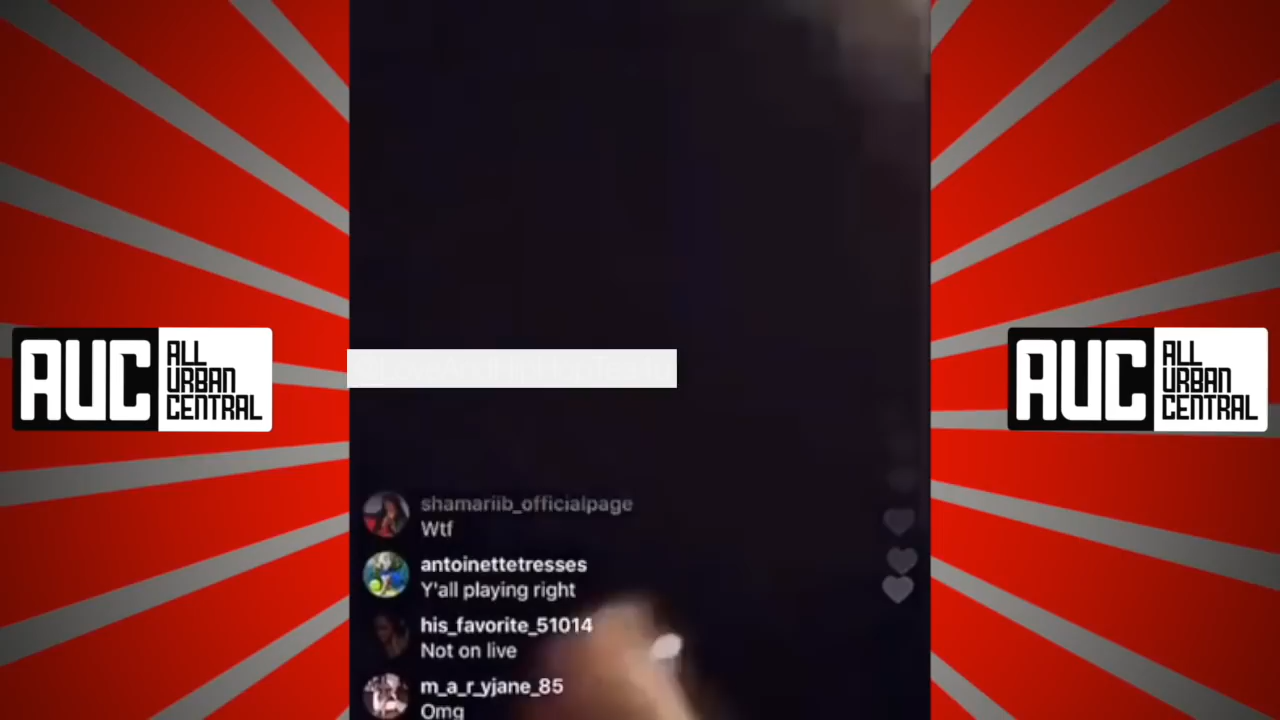 AUC
ALL
URBAN
CENTRAL
AUC
ALL
URBAN
CENTRAL
shamariib_officialpage
Wtf
antoinettetresses
Y'all playing right
his_favorite_51014
Not on live
m_a_r_yjane_85
Omg